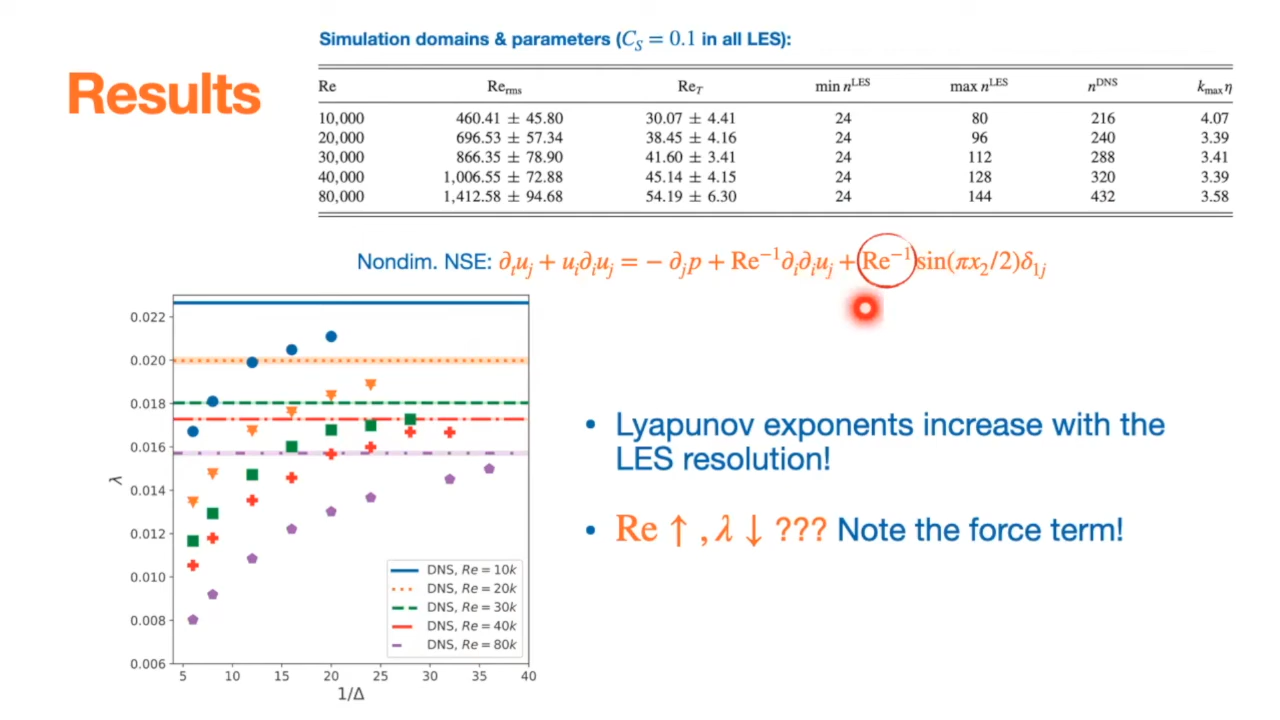 Simulation domains & parameters (C_S = 0.1 in all LES):
Results
Re Re_rms Re_T min n^LES max n^LES n^DNS k_max η
10,000 460.41 ± 45.80 30.07 ± 4.41 24 80 216 4.07
20,000 696.53 ± 57.34 38.45 ± 4.16 24 96 240 3.39
30,000 866.35 ± 78.90 41.60 ± 3.41 24 112 288 3.41
40,000 1,006.55 ± 72.88 45.14 ± 4.15 24 128 320 3.39
80,000 1,412.58 ± 94.68 54.19 ± 6.30 24 144 432 3.58
Nondim. NSE: ∂_t u_j + u_i ∂_i u_j = − ∂_j p + Re⁻¹ ∂_i ∂_i u_j + Re⁻¹ sin(πx_2/2)δ_1j
0.022
0.020
0.018
0.016
0.014
0.012
0.010
0.008
0.006
λ
DNS, Re = 10k
DNS, Re = 20k
DNS, Re = 30k
DNS, Re = 40k
DNS, Re = 80k
5 10 15 20 25 30 35 40
1/Δ
• Lyapunov exponents increase with the
LES resolution!
• Re ↑ , λ ↓ ??? Note the force term!